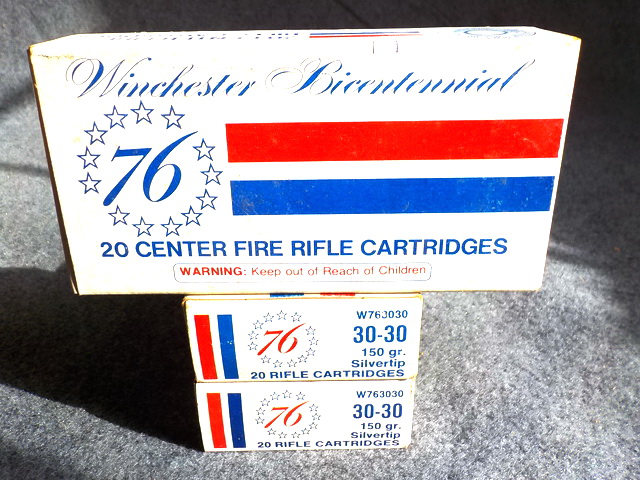 Winchester Bicentennial
76
20 CENTER FIRE RIFLE CARTRIDGES
WARNING: Keep out of Reach of Children
W763030
76
30-30
150 gr.
Silvertip
20 RIFLE CARTRIDGES
W763030
76
30-30
150 gr.
Silvertip
20 RIFLE CARTRIDGES